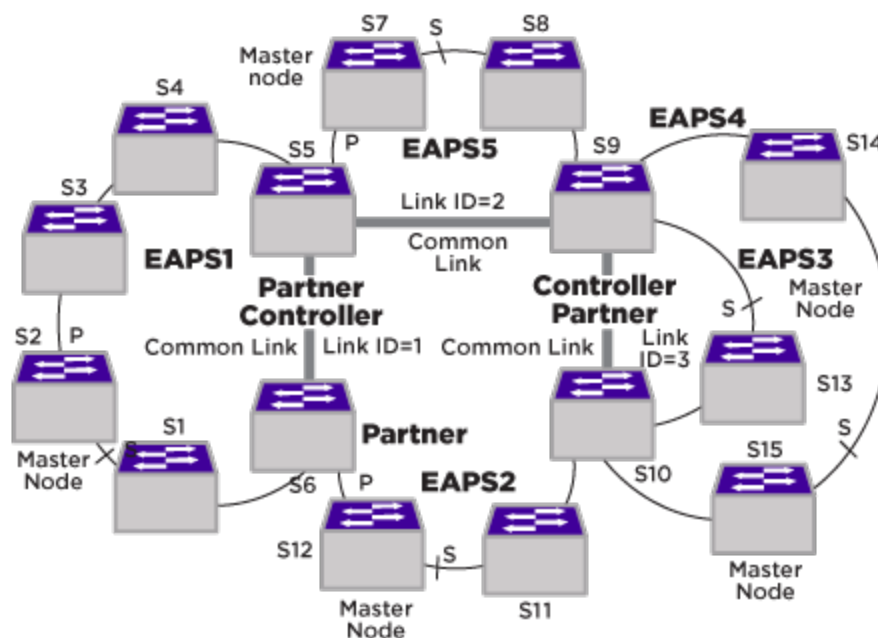 S7
S
S8
Master
node
S4
EAPS4
P
EAPS5
S9
S14
S5
S3
Link ID=2
EAPS1
Common
Link
EAPS3
Partner
Controller
Controller
Partner
S
Master
Node
S2
P
Common Link
Link ID=1
Common Link
Link
ID=3
S13
S1
Partner
S
S
Master
Node
S15
S6
P
EAPS2
S10
S12
S
Master
Node
S11
Master
Node